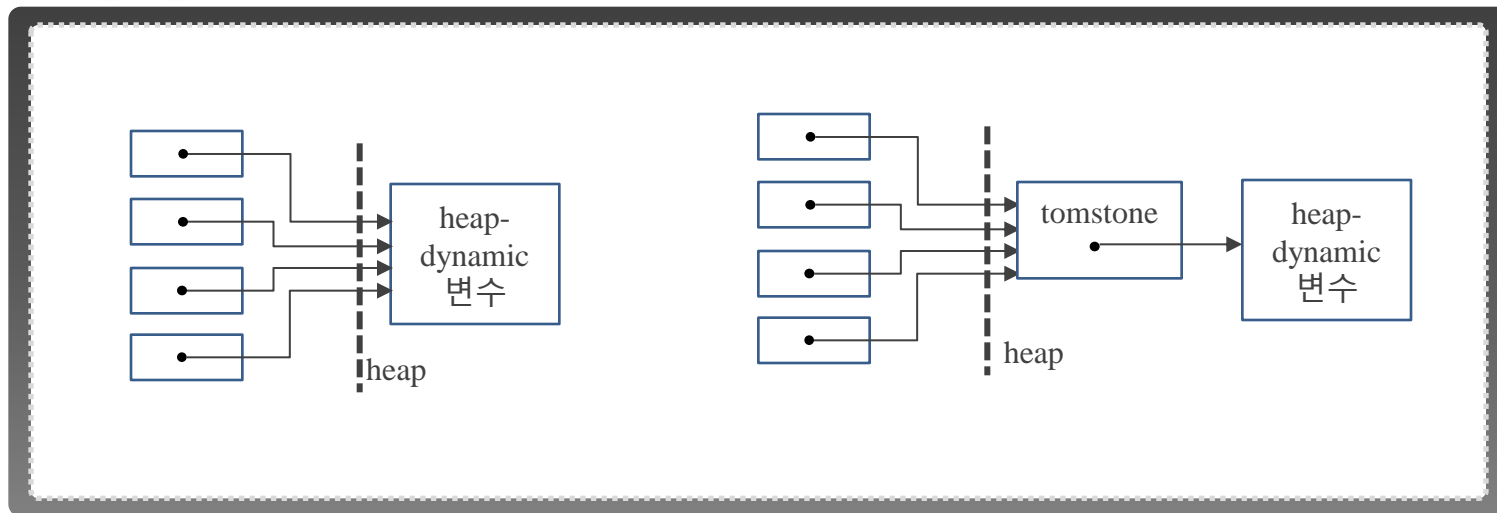 heap-
dynamic
변수
heap
tomstone
heap-
dynamic
변수
heap